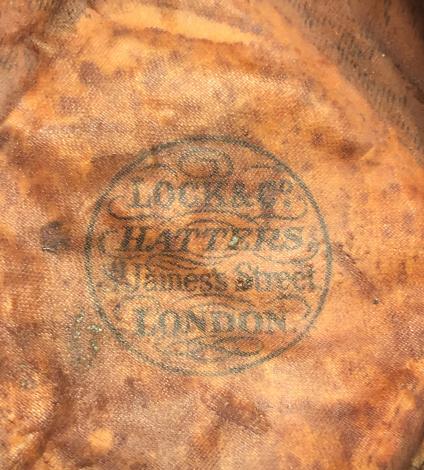 LOCK & Co.
HATTERS,
St. James's Street
LONDON.